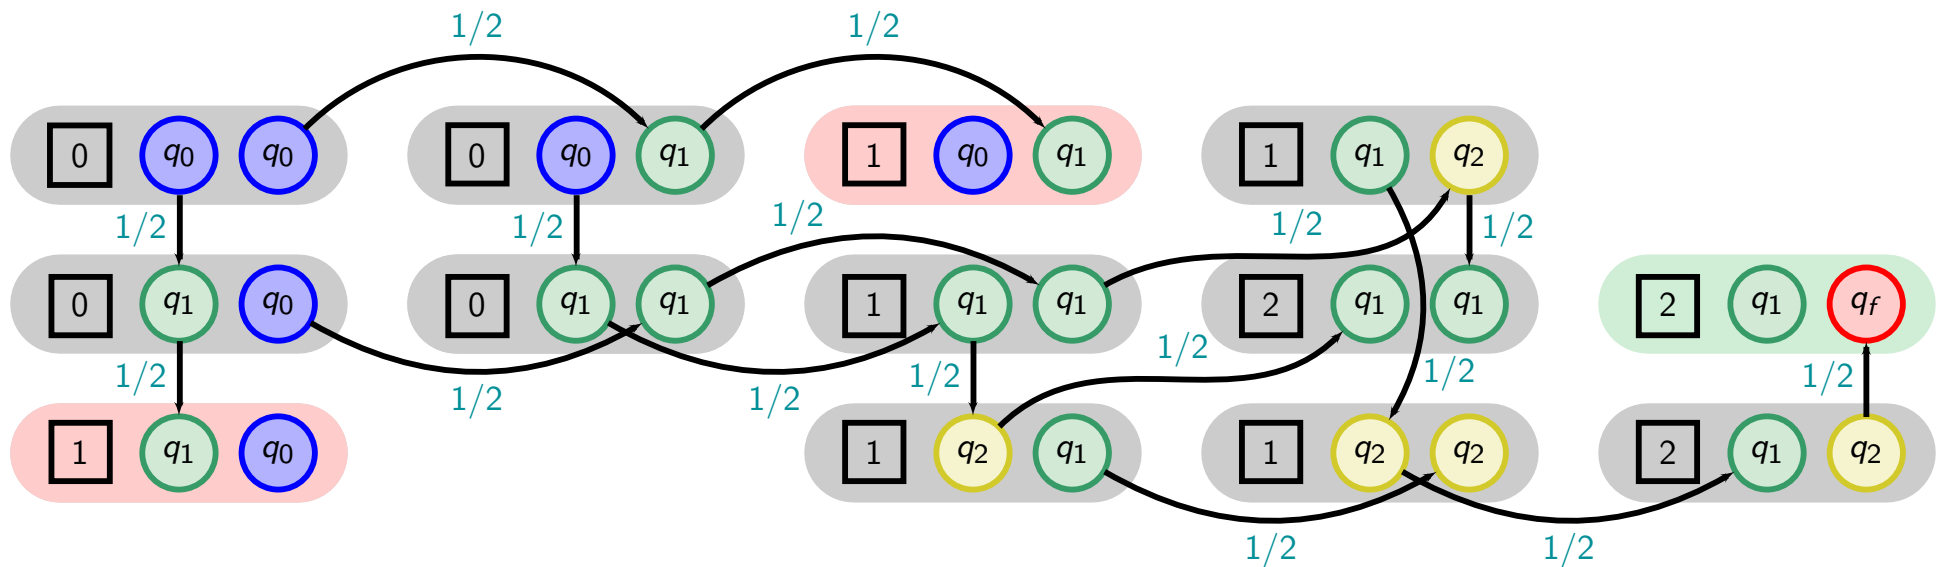 1/2 1/2
0 q0 q0 0 q0 q1 1 q0 q1 1 q1 q2
1/2 1/2 1/2 1/2 1/2
0 q1 q0 0 q1 q1 1 q1 q1 2 q1 q1 2 q1 qf
1/2 1/2 1/2 1/2 1/2 1/2 1/2
1 q1 q0 1 q2 q1 1 q2 q2 2 q1 q2
1/2 1/2